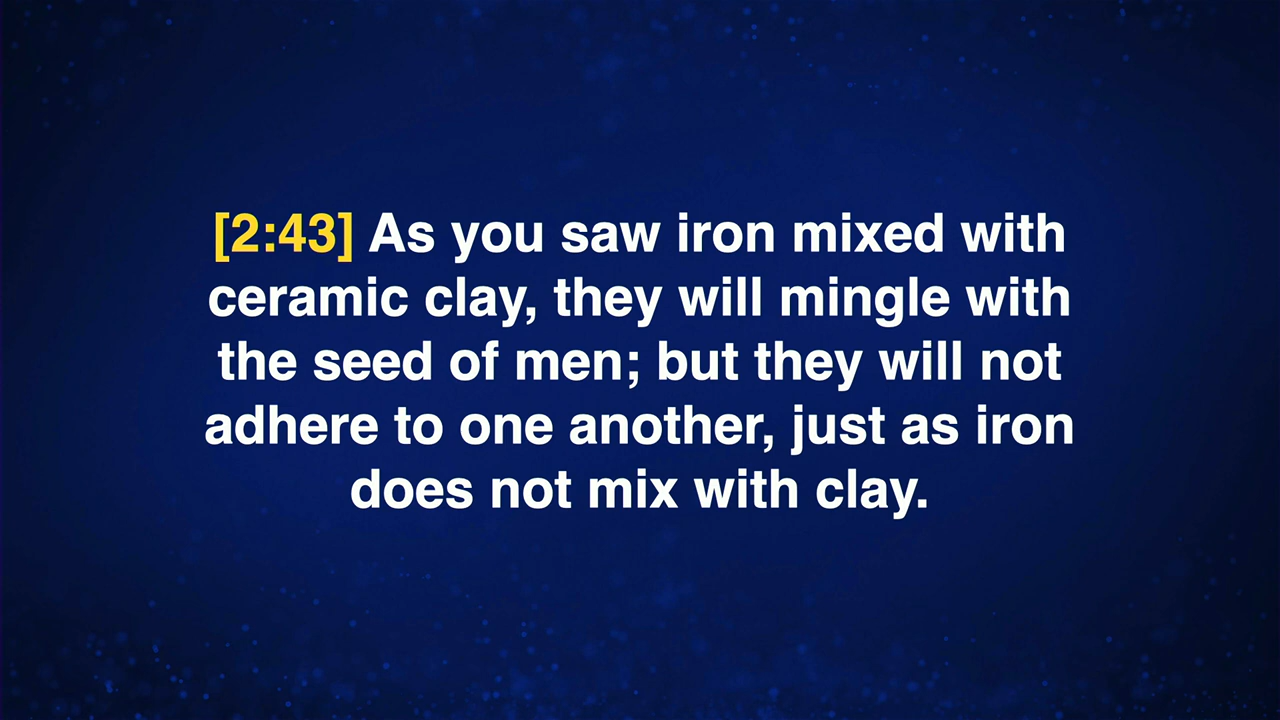 [2:43] As you saw iron mixed with
ceramic clay, they will mingle with
the seed of men; but they will not
adhere to one another, just as iron
does not mix with clay.